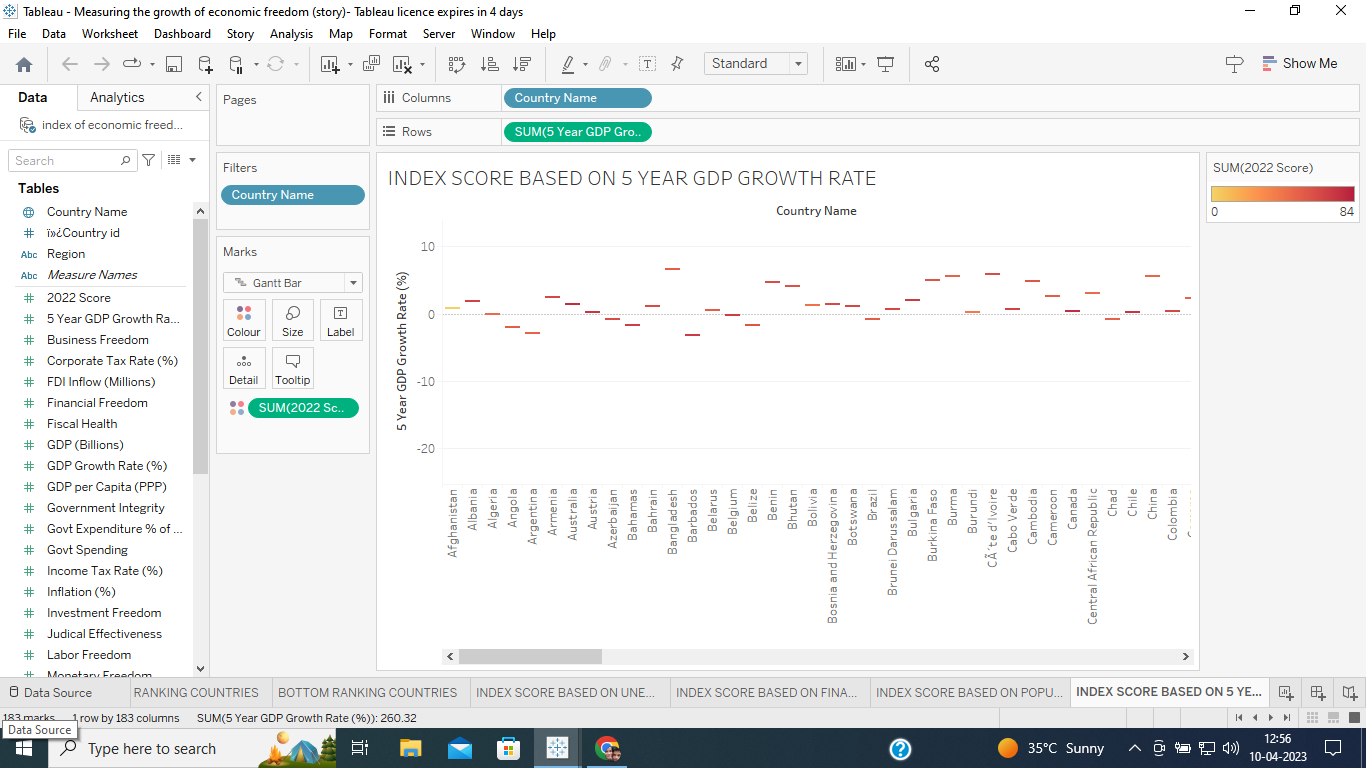 Tableau - Measuring the growth of economic freedom (story)- Tableau licence expires in 4 days
File Data Worksheet Dashboard Story Analysis Map Format Server Window Help
Standard
Show Me
Data Analytics
index of economic freed...
Search
Tables
Country Name
ï»¿Country id
Abc Region
Abc Measure Names
2022 Score
5 Year GDP Growth Ra...
Business Freedom
Corporate Tax Rate (%)
FDI Inflow (Millions)
Financial Freedom
Fiscal Health
GDP (Billions)
GDP Growth Rate (%)
GDP per Capita (PPP)
Government Integrity
Govt Expenditure % of ...
Govt Spending
Income Tax Rate (%)
Inflation (%)
Investment Freedom
Judical Effectiveness
Labor Freedom
Monetary Freedom
Pages
Filters
Country Name
Marks
Gantt Bar
Colour Size Label
Detail Tooltip
SUM(2022 Sc..
Columns Country Name
Rows SUM(5 Year GDP Gro..
INDEX SCORE BASED ON 5 YEAR GDP GROWTH RATE
Country Name
5 Year GDP Growth Rate (%)
10
0
-10
-20
Afghanistan
Albania
Algeria
Angola
Argentina
Armenia
Australia
Austria
Azerbaijan
Bahamas
Bahrain
Bangladesh
Barbados
Belarus
Belgium
Belize
Benin
Bhutan
Bolivia
Bosnia and Herzegovina
Botswana
Brazil
Brunei Darussalam
Bulgaria
Burkina Faso
Burma
Burundi
CÃ´te d'Ivoire
Cabo Verde
Cambodia
Cameroon
Canada
Central African Republic
Chad
Chile
China
Colombia
SUM(2022 Score)
0 84
Data Source RANKING COUNTRIES BOTTOM RANKING COUNTRIES INDEX SCORE BASED ON UNE... INDEX SCORE BASED ON FINA... INDEX SCORE BASED ON POPU... INDEX SCORE BASED ON 5 YE...
183 marks 1 row by 183 columns SUM(5 Year GDP Growth Rate (%)): 260.32
Data Source
Type here to search
35°C Sunny
12:56
10-04-2023